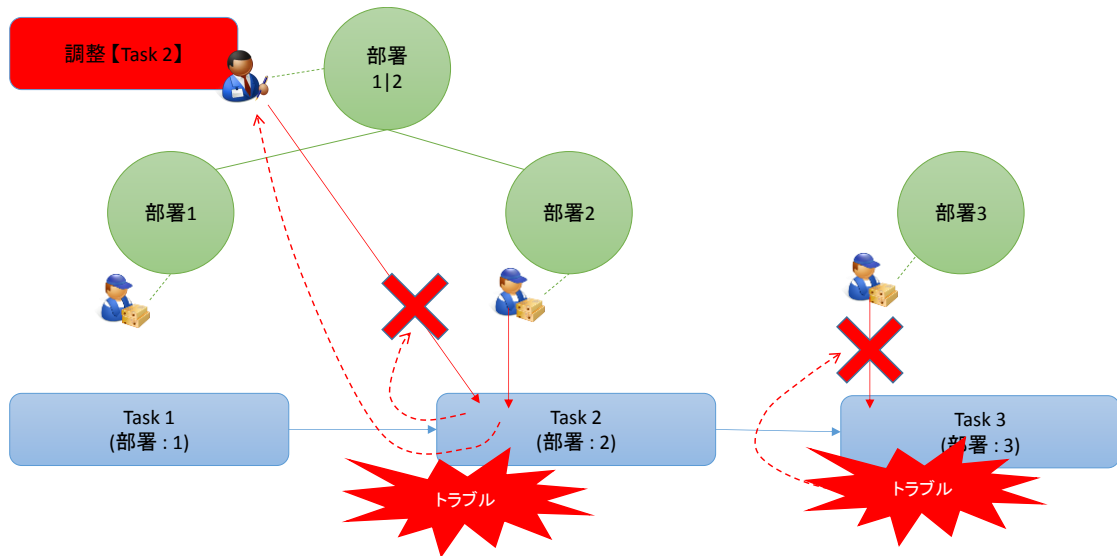 調整【Task 2】
部署
1|2
部署1
部署2
部署3
Task 1
(部署 : 1)
Task 2
(部署 : 2)
Task 3
(部署 : 3)
トラブル
トラブル